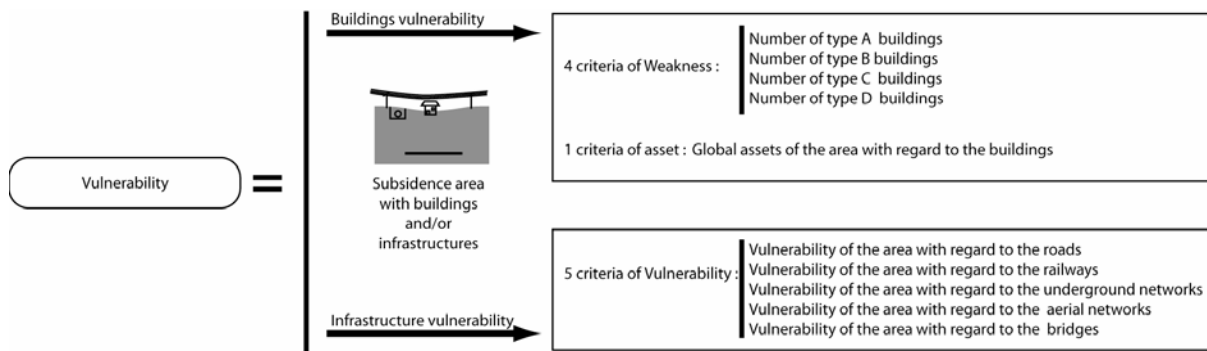 Vulnerability
=
Buildings vulnerability
Subsidence area
with buildings
and/or
infrastructures
Infrastructure vulnerability
4 criteria of Weakness :
Number of type A buildings
Number of type B buildings
Number of type C buildings
Number of type D buildings
1 criteria of asset : Global assets of the area with regard to the buildings
5 criteria of Vulnerability :
Vulnerability of the area with regard to the roads
Vulnerability of the area with regard to the railways
Vulnerability of the area with regard to the underground networks
Vulnerability of the area with regard to the aerial networks
Vulnerability of the area with regard to the bridges